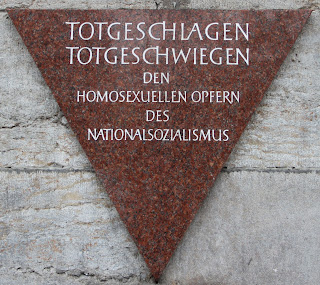 TOTGESCHLAGEN
TOTGESCHWIEGEN
DEN
HOMOSEXUELLEN OPFERN
DES
NATIONALSOZIALISMUS